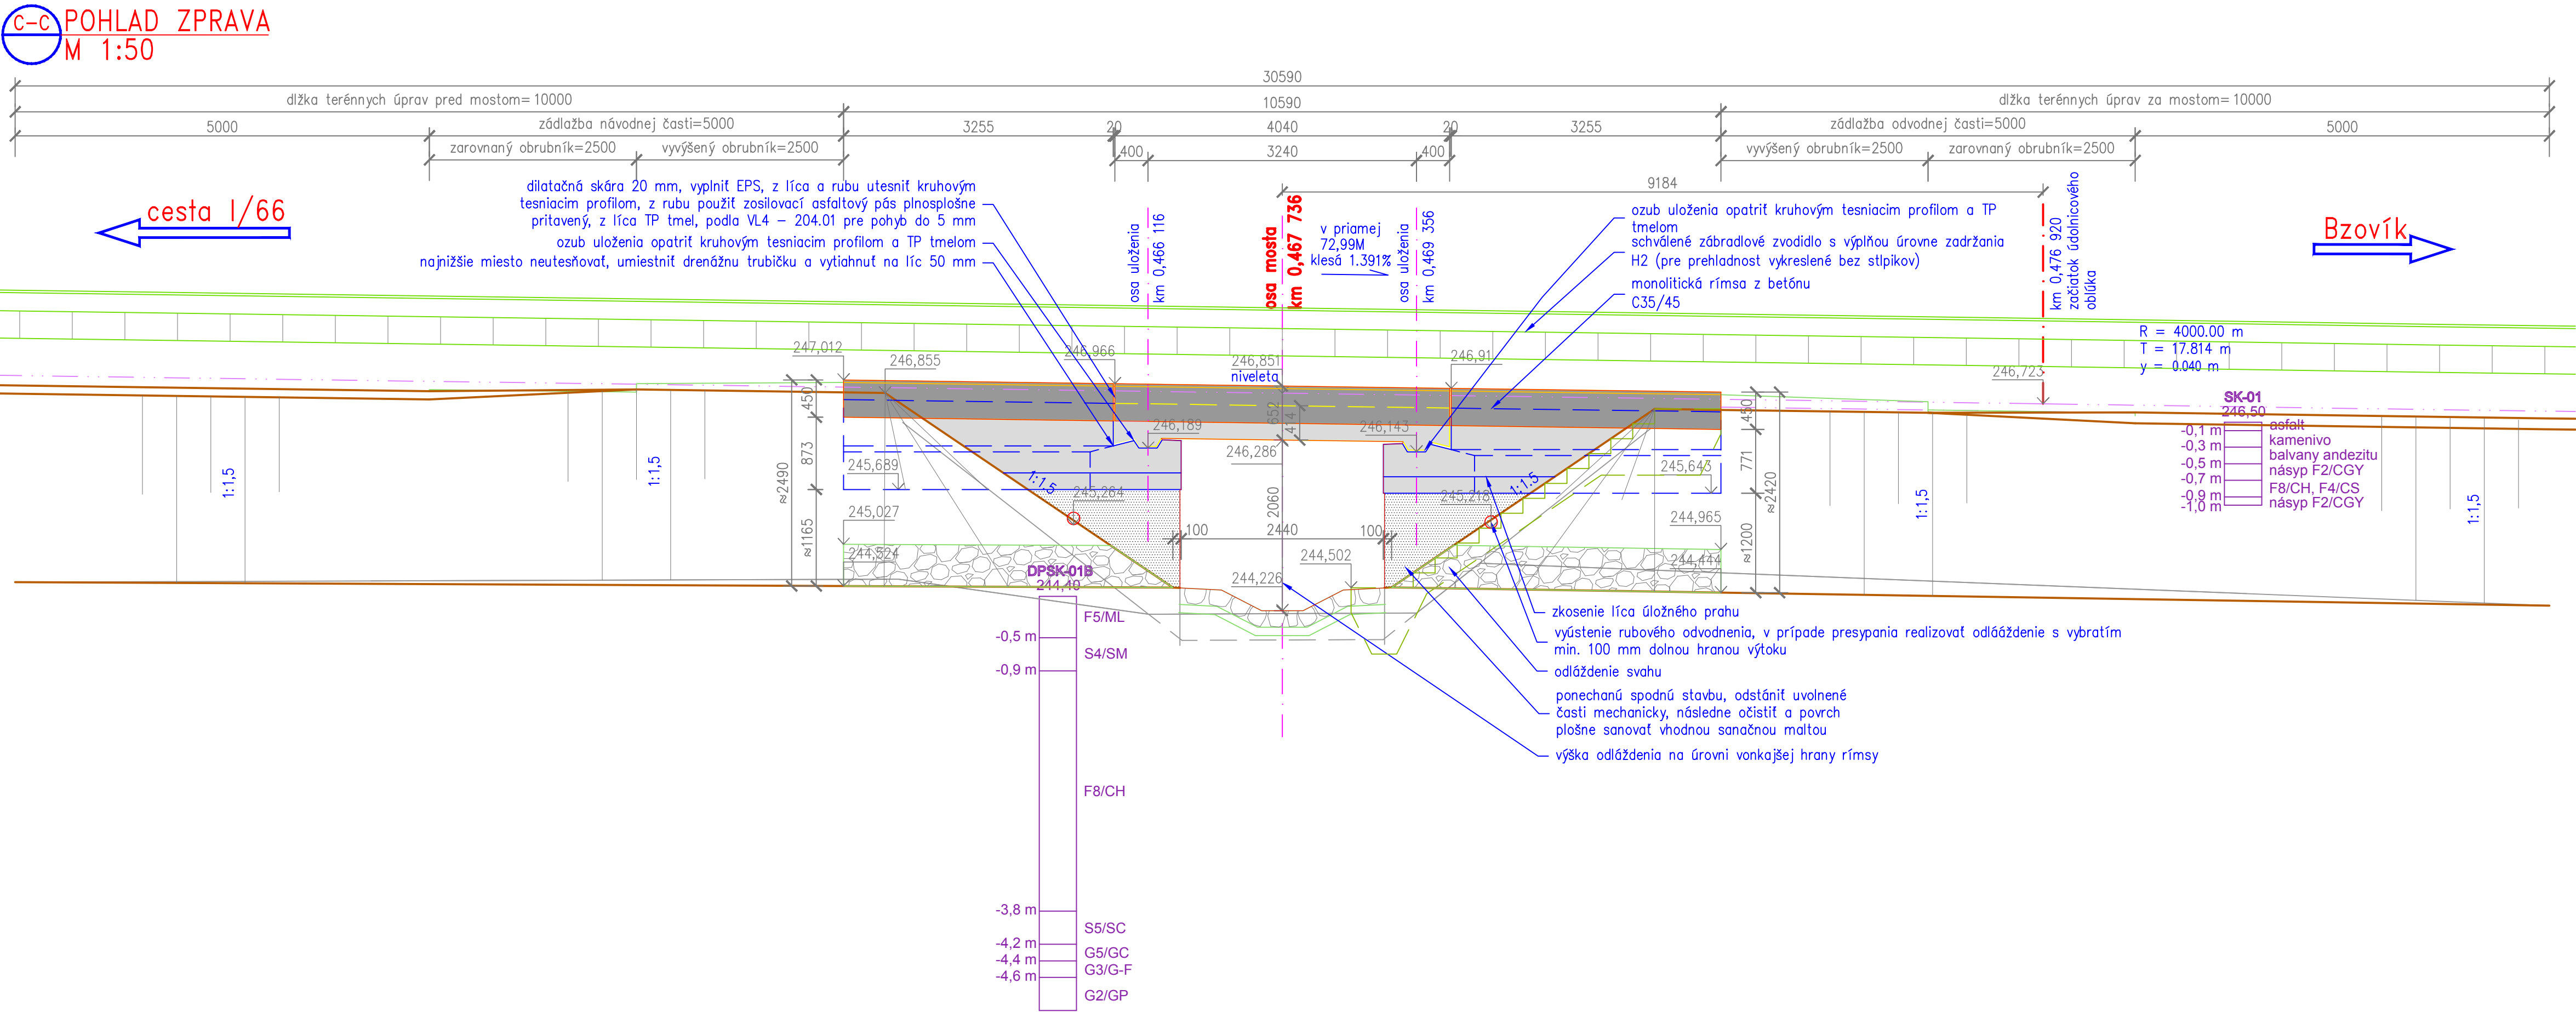 C-C POHLAD ZPRAVA
M 1:50
30590
dlžka terénnych úprav pred mostom= 10000
10590
dlžka terénnych úprav za mostom= 10000
5000
zádlažba návodnej časti=5000
3255
20
4040
20
3255
zádlažba odvodnej časti=5000
5000
zarovnaný obrubník=2500
vyvýšený obrubník=2500
400
3240
400
vyvýšený obrubník=2500
zarovnaný obrubník=2500
9184
dilatačná skára 20 mm, vyplniť EPS, z líca a rubu utesniť kruhovým
tesniacim profilom, z rubu použiť zosilovací asfaltový pás plnosplošne
pritavený, z líca TP tmel, podla VL4 – 204.01 pre pohyb do 5 mm
ozub uloženia opatriť kruhovým tesniacim profilom a TP tmelom
najnižšie miesto neutesňovať, umiestniť drenážnu trubičku a vytiahnuť na líc 50 mm
cesta I/66
osa uloženia
km 0,466 116
osa mosta
km 0,467 736
v priamej
72,99M
klesá 1.391%
osa uloženia
km 0,469 356
ozub uloženia opatriť kruhovým tesniacim profilom a TP
tmelom
schválené zábradlové zvodidlo s výplňou úrovne zadržania
H2 (pre prehladnost vykreslené bez stlpikov)
monolitická rímsa z betónu
C35/45
km 0,476 920
začiatok údolnicového
oblúka
Bzovík
R = 4000.00 m
T = 17.814 m
y = 0.040 m
247,012
246,855
246,966
246,851
niveleta
246,91
246,723
450
873
≈2490
≈1165
245,689
245,027
244,524
1:1,5
1:1,5
1:1.5
245,264
246,189
652
414
246,286
2060
246,143
100
2440
100
244,502
244,226
245,218
1:1.5
245,643
244,965
244,444
450
771
≈2420
≈1200
1:1,5
1:1,5
SK-01
246,50
asfalt
-0,1 m
kamenivo
-0,3 m
balvany andezitu
-0,5 m
násyp F2/CGY
-0,7 m
F8/CH, F4/CS
-0,9 m
násyp F2/CGY
-1,0 m
DPSK-01B
244,40
F5/ML
-0,5 m
S4/SM
-0,9 m
F8/CH
-3,8 m
S5/SC
-4,2 m
G5/GC
-4,4 m
G3/G-F
-4,6 m
G2/GP
zkosenie líca úložného prahu
vyústenie rubového odvodnenia, v prípade presypania realizovať odlááždenie s vybratím
min. 100 mm dolnou hranou výtoku
odláždenie svahu
ponechanú spodnú stavbu, odstániť uvolnené
časti mechanicky, následne očistiť a povrch
plošne sanovať vhodnou sanačnou maltou
výška odláždenia na úrovni vonkajšej hrany rímsy